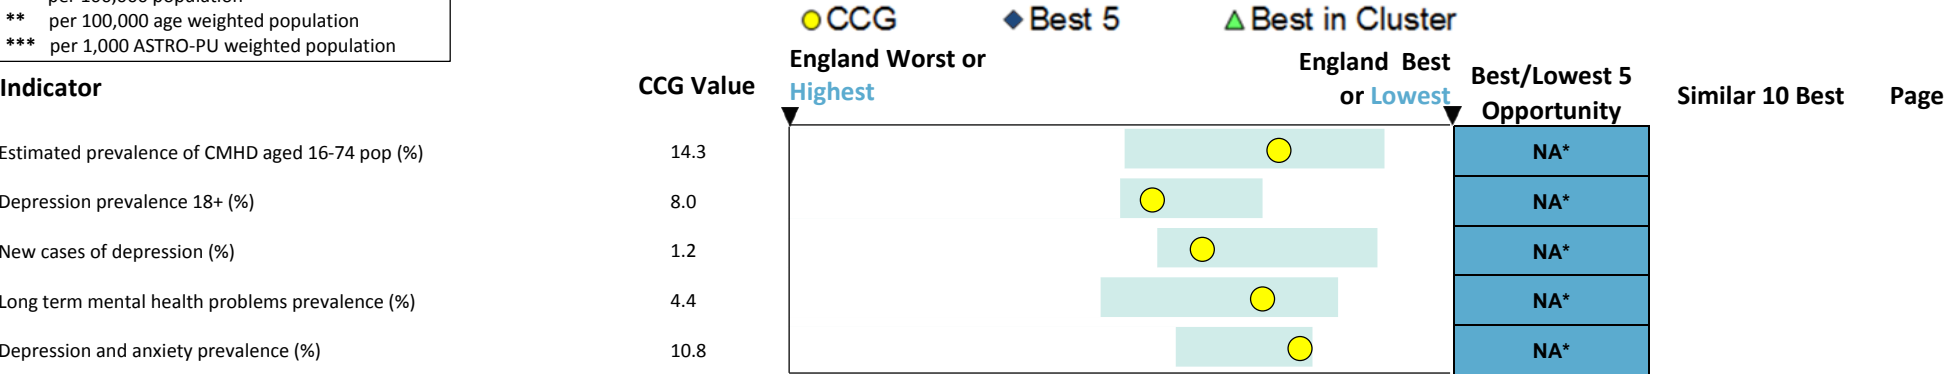 per 100,000 population
** per 100,000 age weighted population
*** per 1,000 ASTRO-PU weighted population
CCG Best 5 Best in Cluster
Indicator CCG Value England Worst or Highest England Best or Lowest Best/Lowest 5 Opportunity Similar 10 Best Page
Estimated prevalence of CMHD aged 16-74 pop (%) 14.3 NA*
Depression prevalence 18+ (%) 8.0 NA*
New cases of depression (%) 1.2 NA*
Long term mental health problems prevalence (%) 4.4 NA*
Depression and anxiety prevalence (%) 10.8 NA*